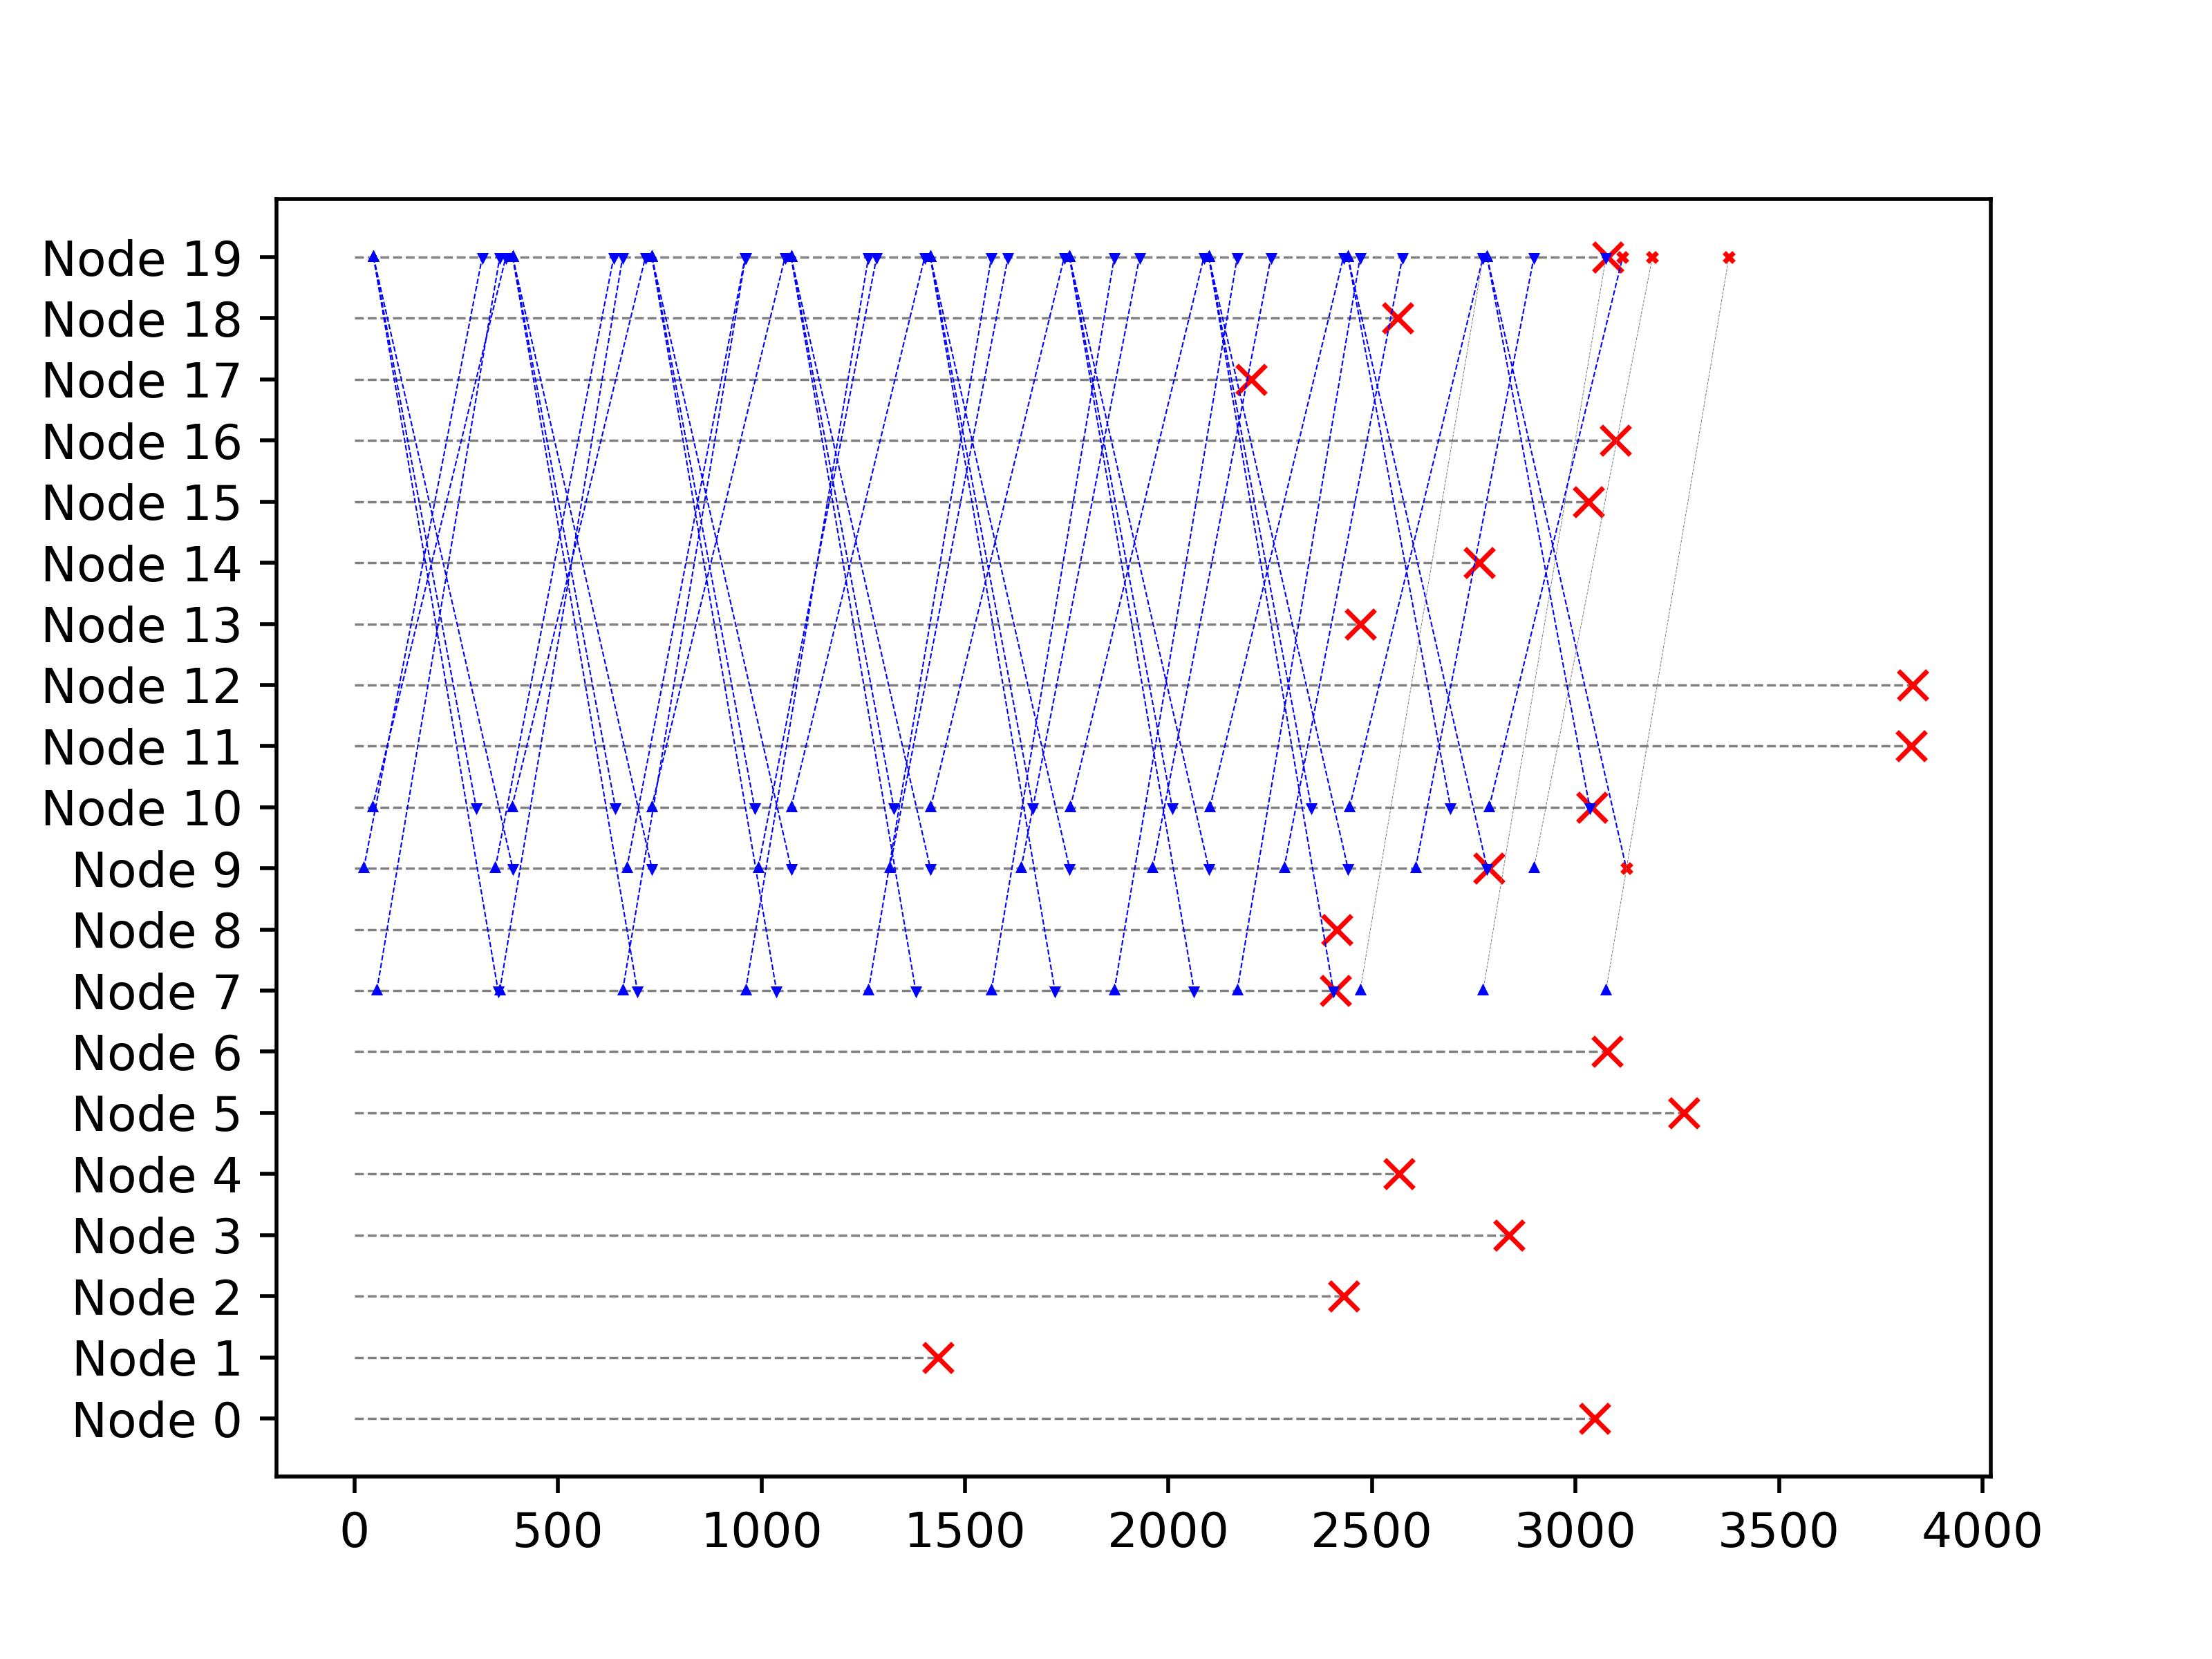 Node 19
Node 18
Node 17
Node 16
Node 15
Node 14
Node 13
Node 12
Node 11
Node 10
Node 9
Node 8
Node 7
Node 6
Node 5
Node 4
Node 3
Node 2
Node 1
Node 0
0 500 1000 1500 2000 2500 3000 3500 4000